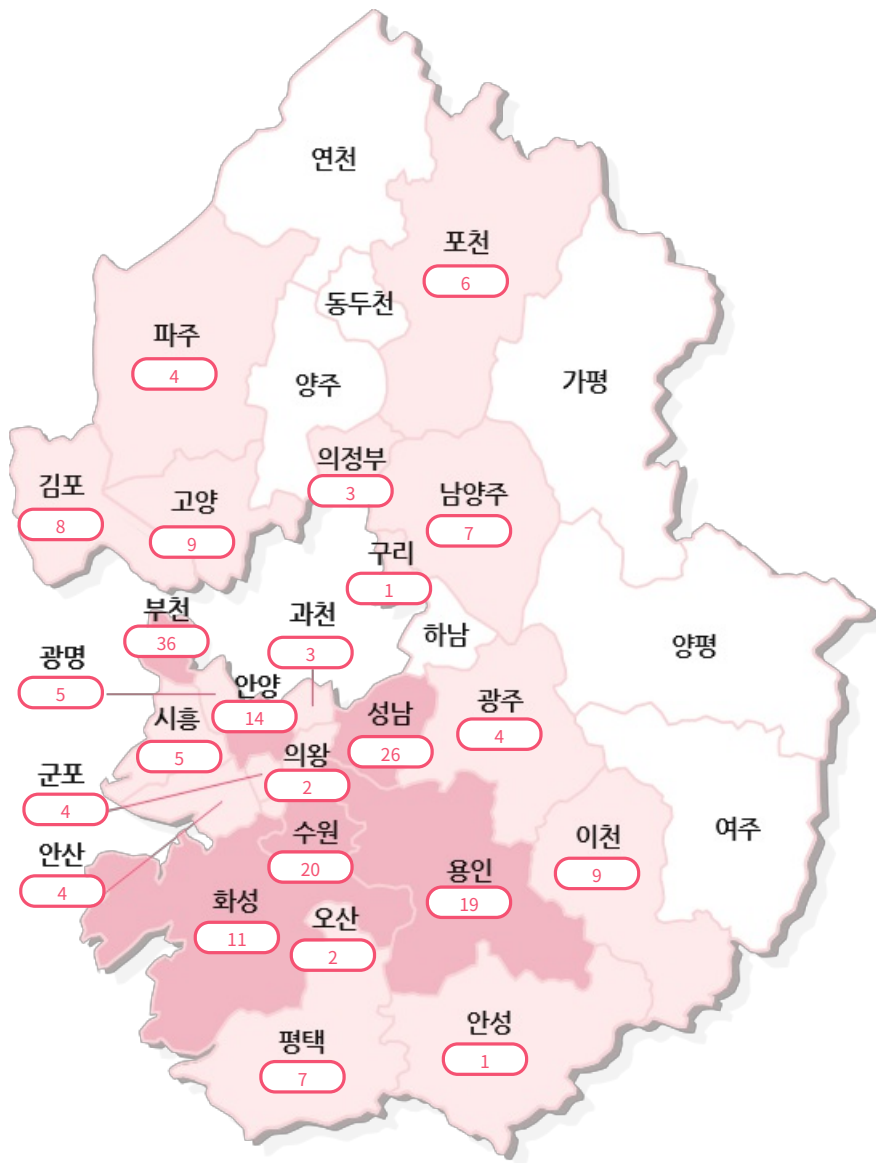 연천
포천
6
동두천
파주
4
양주
가평
의정부
3
김포
8
고양
9
남양주
7
구리
1
부천
36
과천
3
하남
양평
광명
5
안양
14
시흥
5
성남
26
광주
4
의왕
2
군포
4
수원
20
이천
9
여주
안산
4
용인
19
화성
11
오산
2
평택
7
안성
1